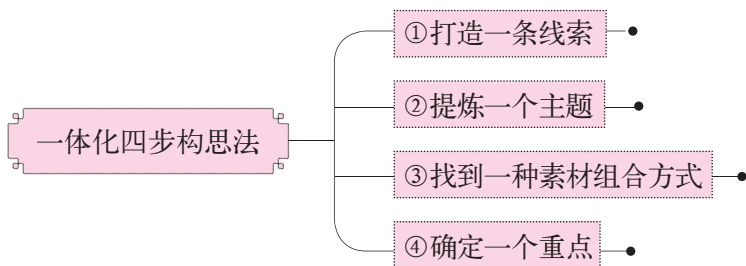 一体化四步构思法
①打造一条线索
②提炼一个主题
③找到一种素材组合方式
④确定一个重点